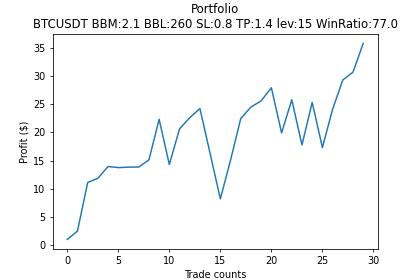 Portfolio
BTCUSDT BBM:2.1 BBL:260 SL:0.8 TP:1.4 lev:15 WinRatio:77.0
35
30
25
20
15
10
5
0
Profit ($)
0 5 10 15 20 25 30
Trade counts